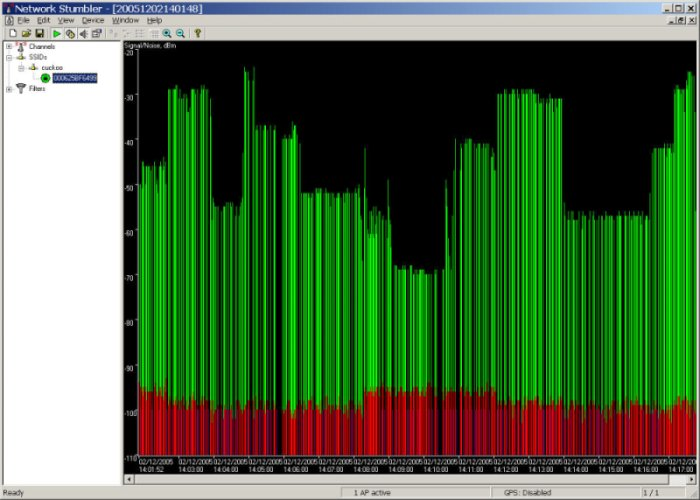 Network Stumbler - [20051202140148]
File Edit View Device Window Help
Channels
SSIDs
cuckoo
000625BF6499
Filters
Signal/Noise, dBm
-20
-30
-40
-50
-60
-70
-80
-90
-100
-110
02/12/2005 02/12/2005 02/12/2005 02/12/2005 02/12/2005 02/12/2005 02/12/2005 02/12/2005 02/12/2005 02/12/2005 02/12/2005 02/12/2005 02/12/2005 02/12/2005 02/12/2005
14:01:52 14:03:00 14:04:00 14:05:00 14:06:00 14:07:00 14:08:00 14:09:00 14:10:00 14:11:00 14:12:00 14:13:00 14:14:00 14:15:00 14:16:00 14:17:00
Ready 1 AP active GPS: Disabled 1 / 1